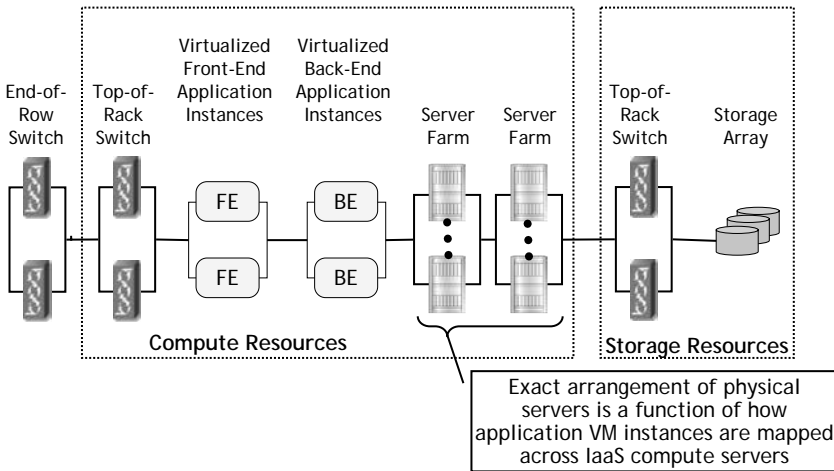 Virtualized
Front-End
Application
Instances
Virtualized
Back-End
Application
Instances
End-of-
Row
Switch
Top-of-
Rack
Switch
Server
Farm
Server
Farm
Top-of-
Rack
Switch
Storage
Array
FE
BE
FE
BE
Compute Resources
Storage Resources
Exact arrangement of physical
servers is a function of how
application VM instances are mapped
across IaaS compute servers